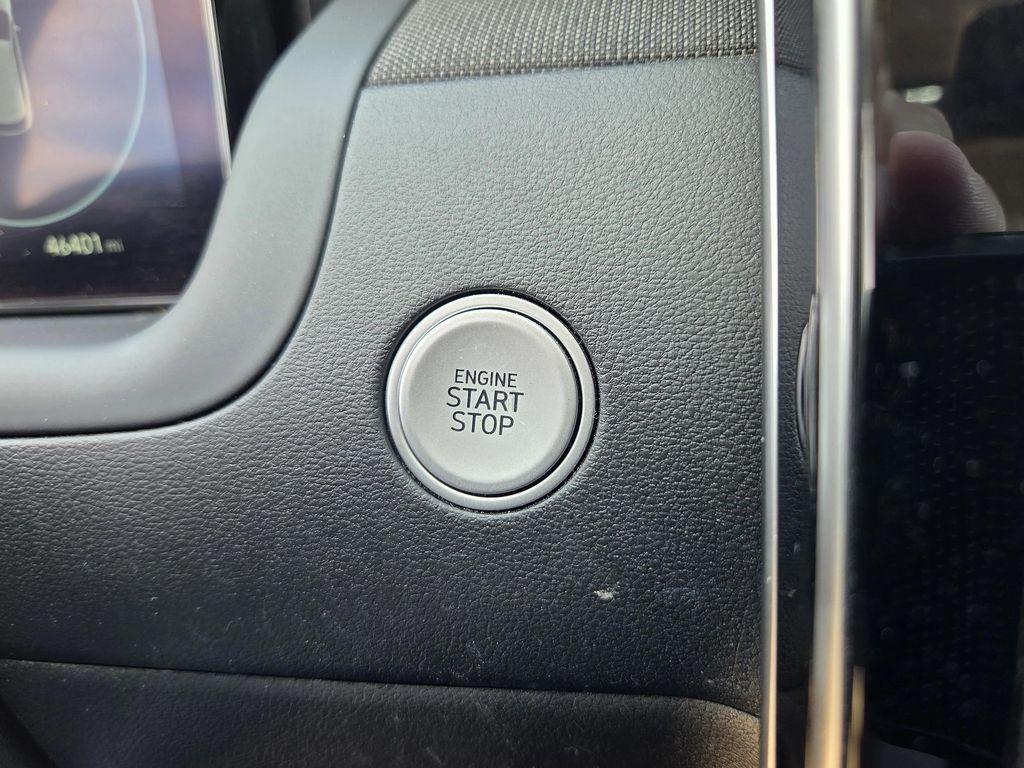 46401 mi
ENGINE
START
STOP